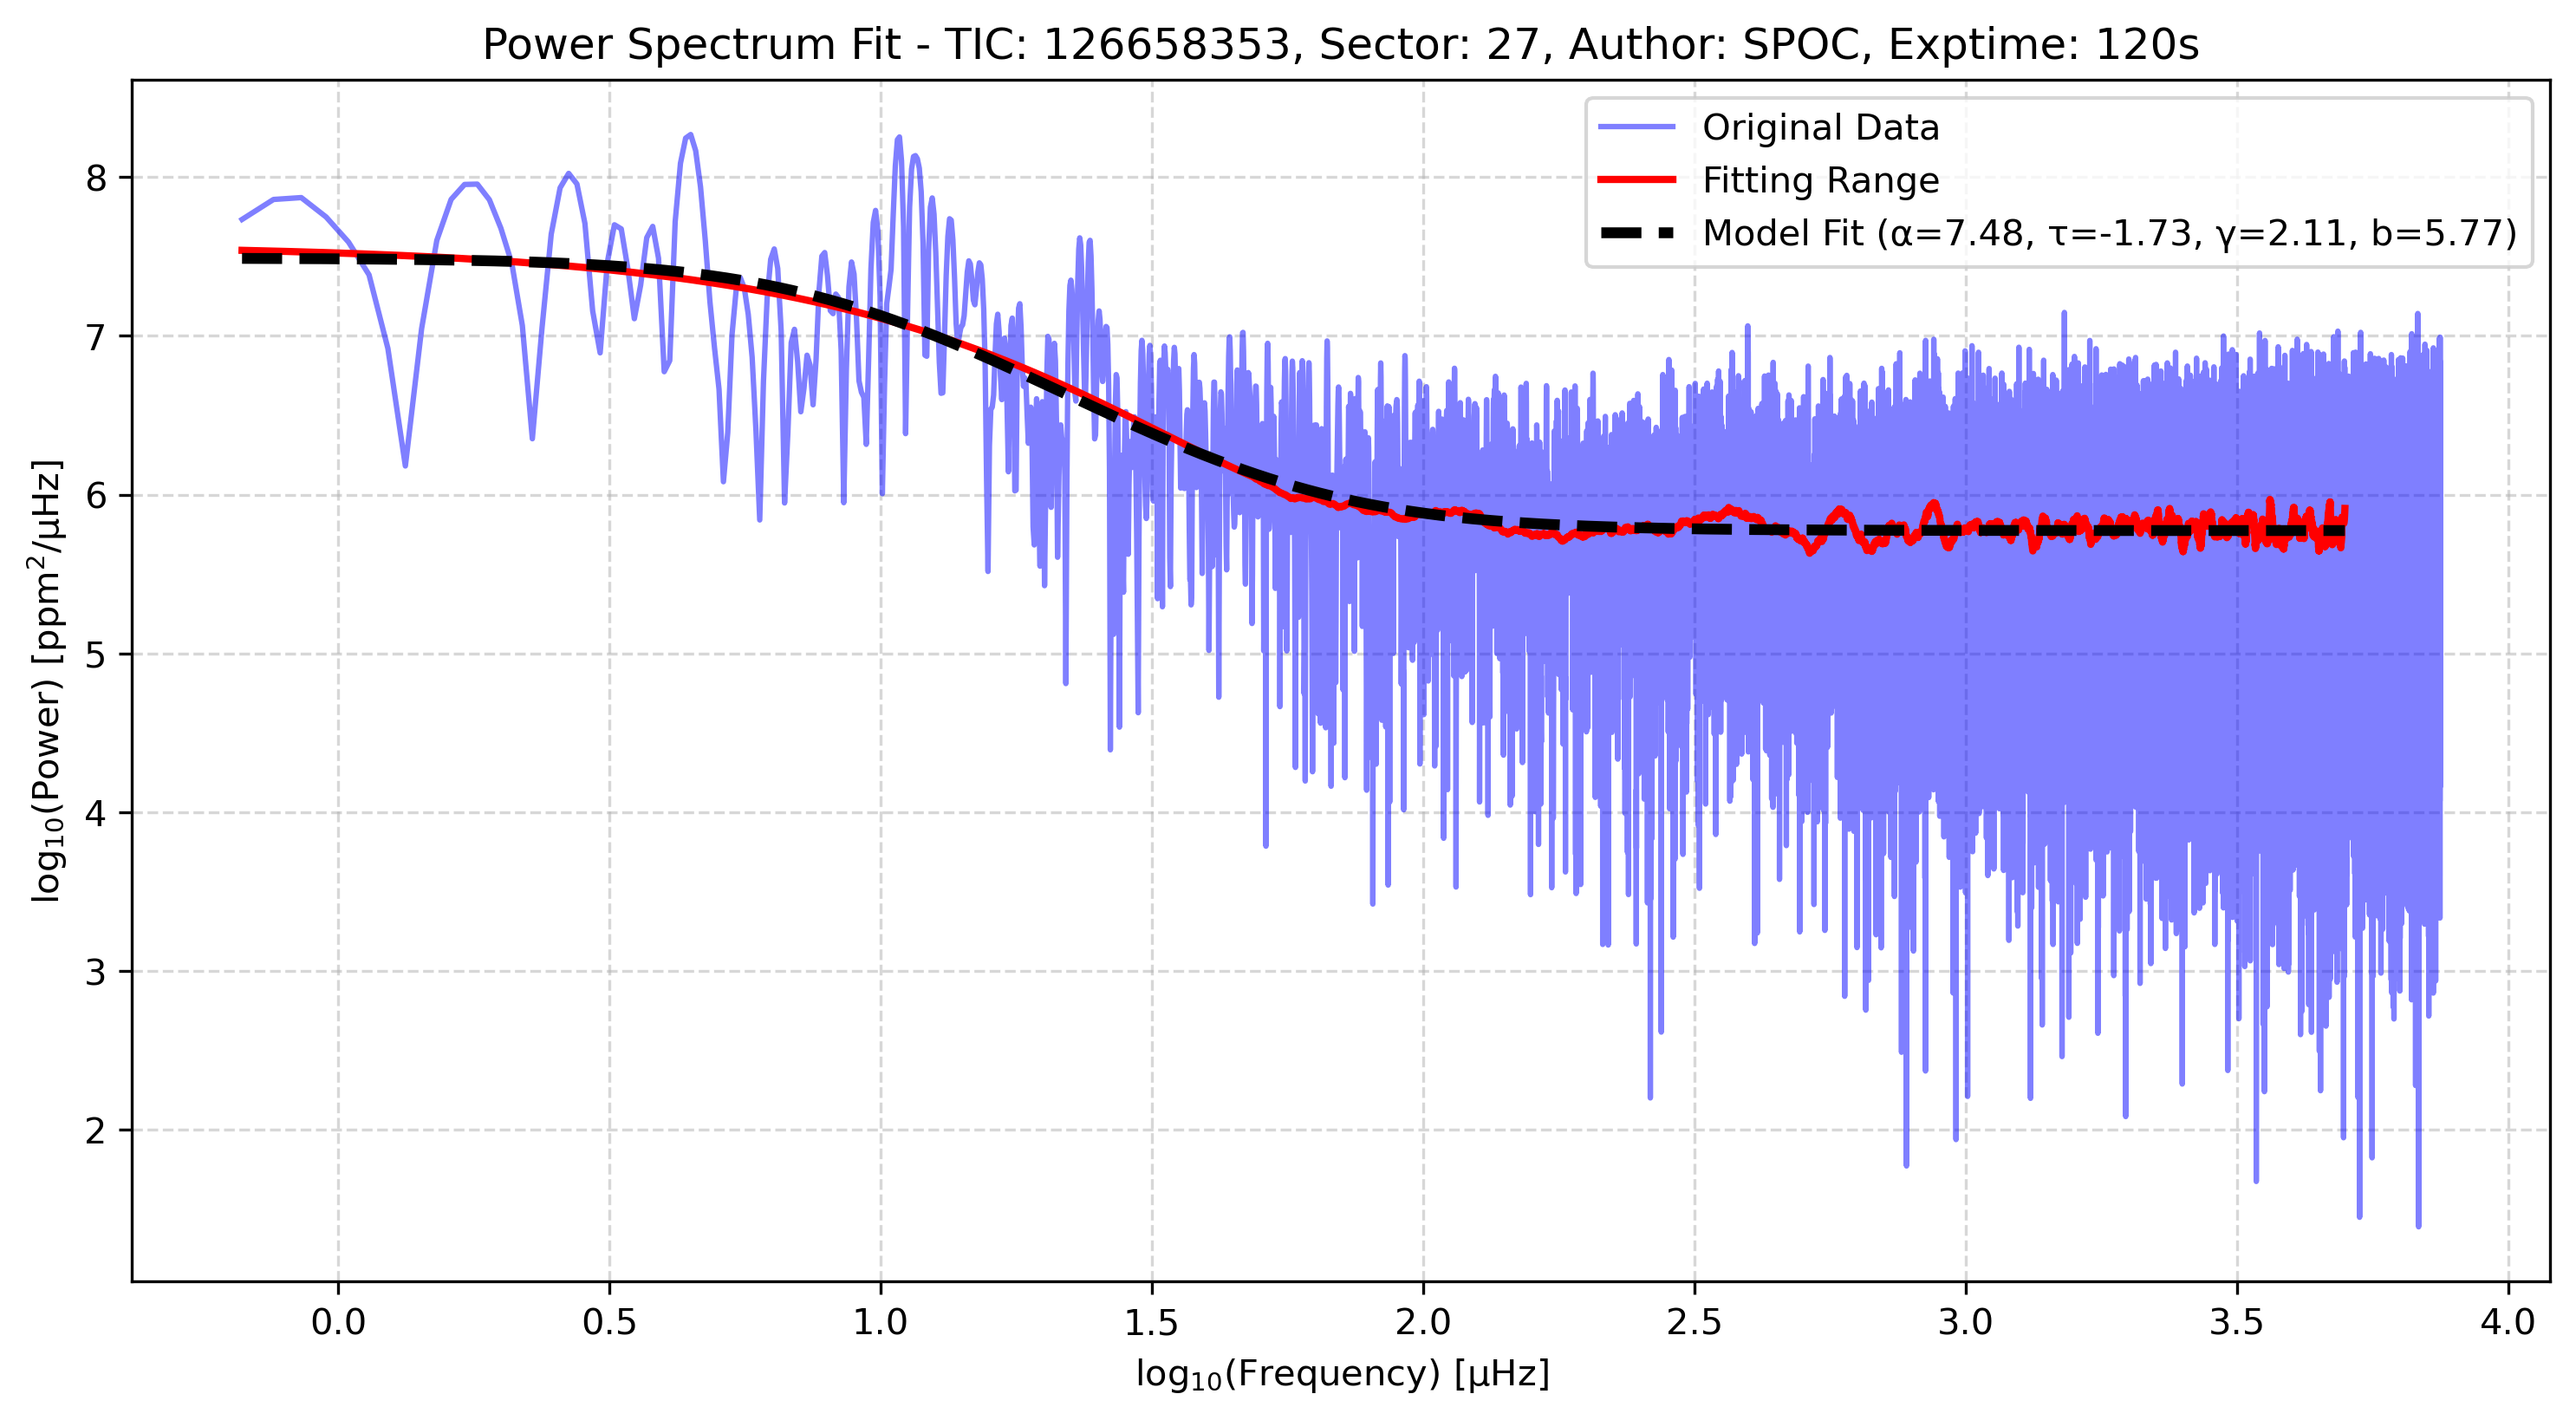 Power Spectrum Fit - TIC: 126658353, Sector: 27, Author: SPOC, Exptime: 120s
Original Data
Fitting Range
Model Fit (α=7.48, τ=-1.73, γ=2.11, b=5.77)
log₁₀(Power) [ppm²/μHz]
8
7
6
5
4
3
2
0.0 0.5 1.0 1.5 2.0 2.5 3.0 3.5 4.0
log₁₀(Frequency) [μHz]